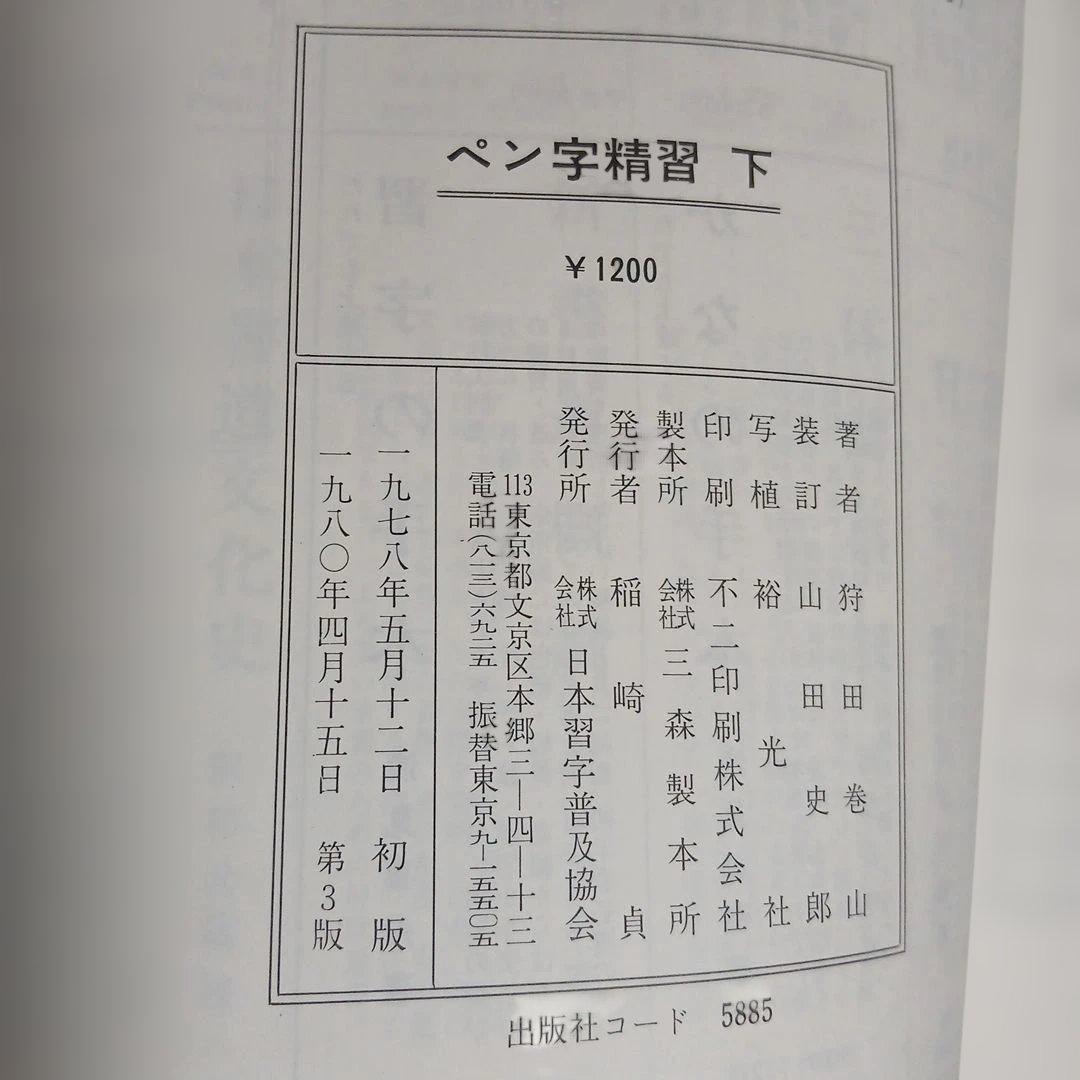 ペン字精習 下
￥1200
著者 狩田巻山
装訂 山田史郎
写植 裕光社
印刷 不二印刷株式会社
製本所 株式会社 三森製本所
発行者 稲崎貞
発行所 株式会社 日本習字普及協会
113東京都文京区本郷三—四—十三
電話(八一三)六九二五 振替東京九—一五五〇五
一九七八年五月十二日 初版
一九八〇年四月十五日 第3版
出版社コード 5885